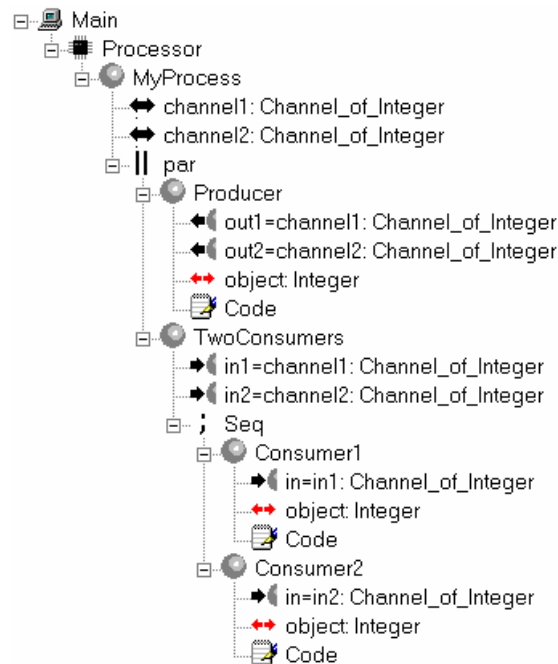 Main
Processor
MyProcess
channel1: Channel_of_Integer
channel2: Channel_of_Integer
par
Producer
out1=channel1: Channel_of_Integer
out2=channel2: Channel_of_Integer
object: Integer
Code
TwoConsumers
in1=channel1: Channel_of_Integer
in2=channel2: Channel_of_Integer
; Seq
Consumer1
in=in1: Channel_of_Integer
object: Integer
Code
Consumer2
in=in2: Channel_of_Integer
object: Integer
Code